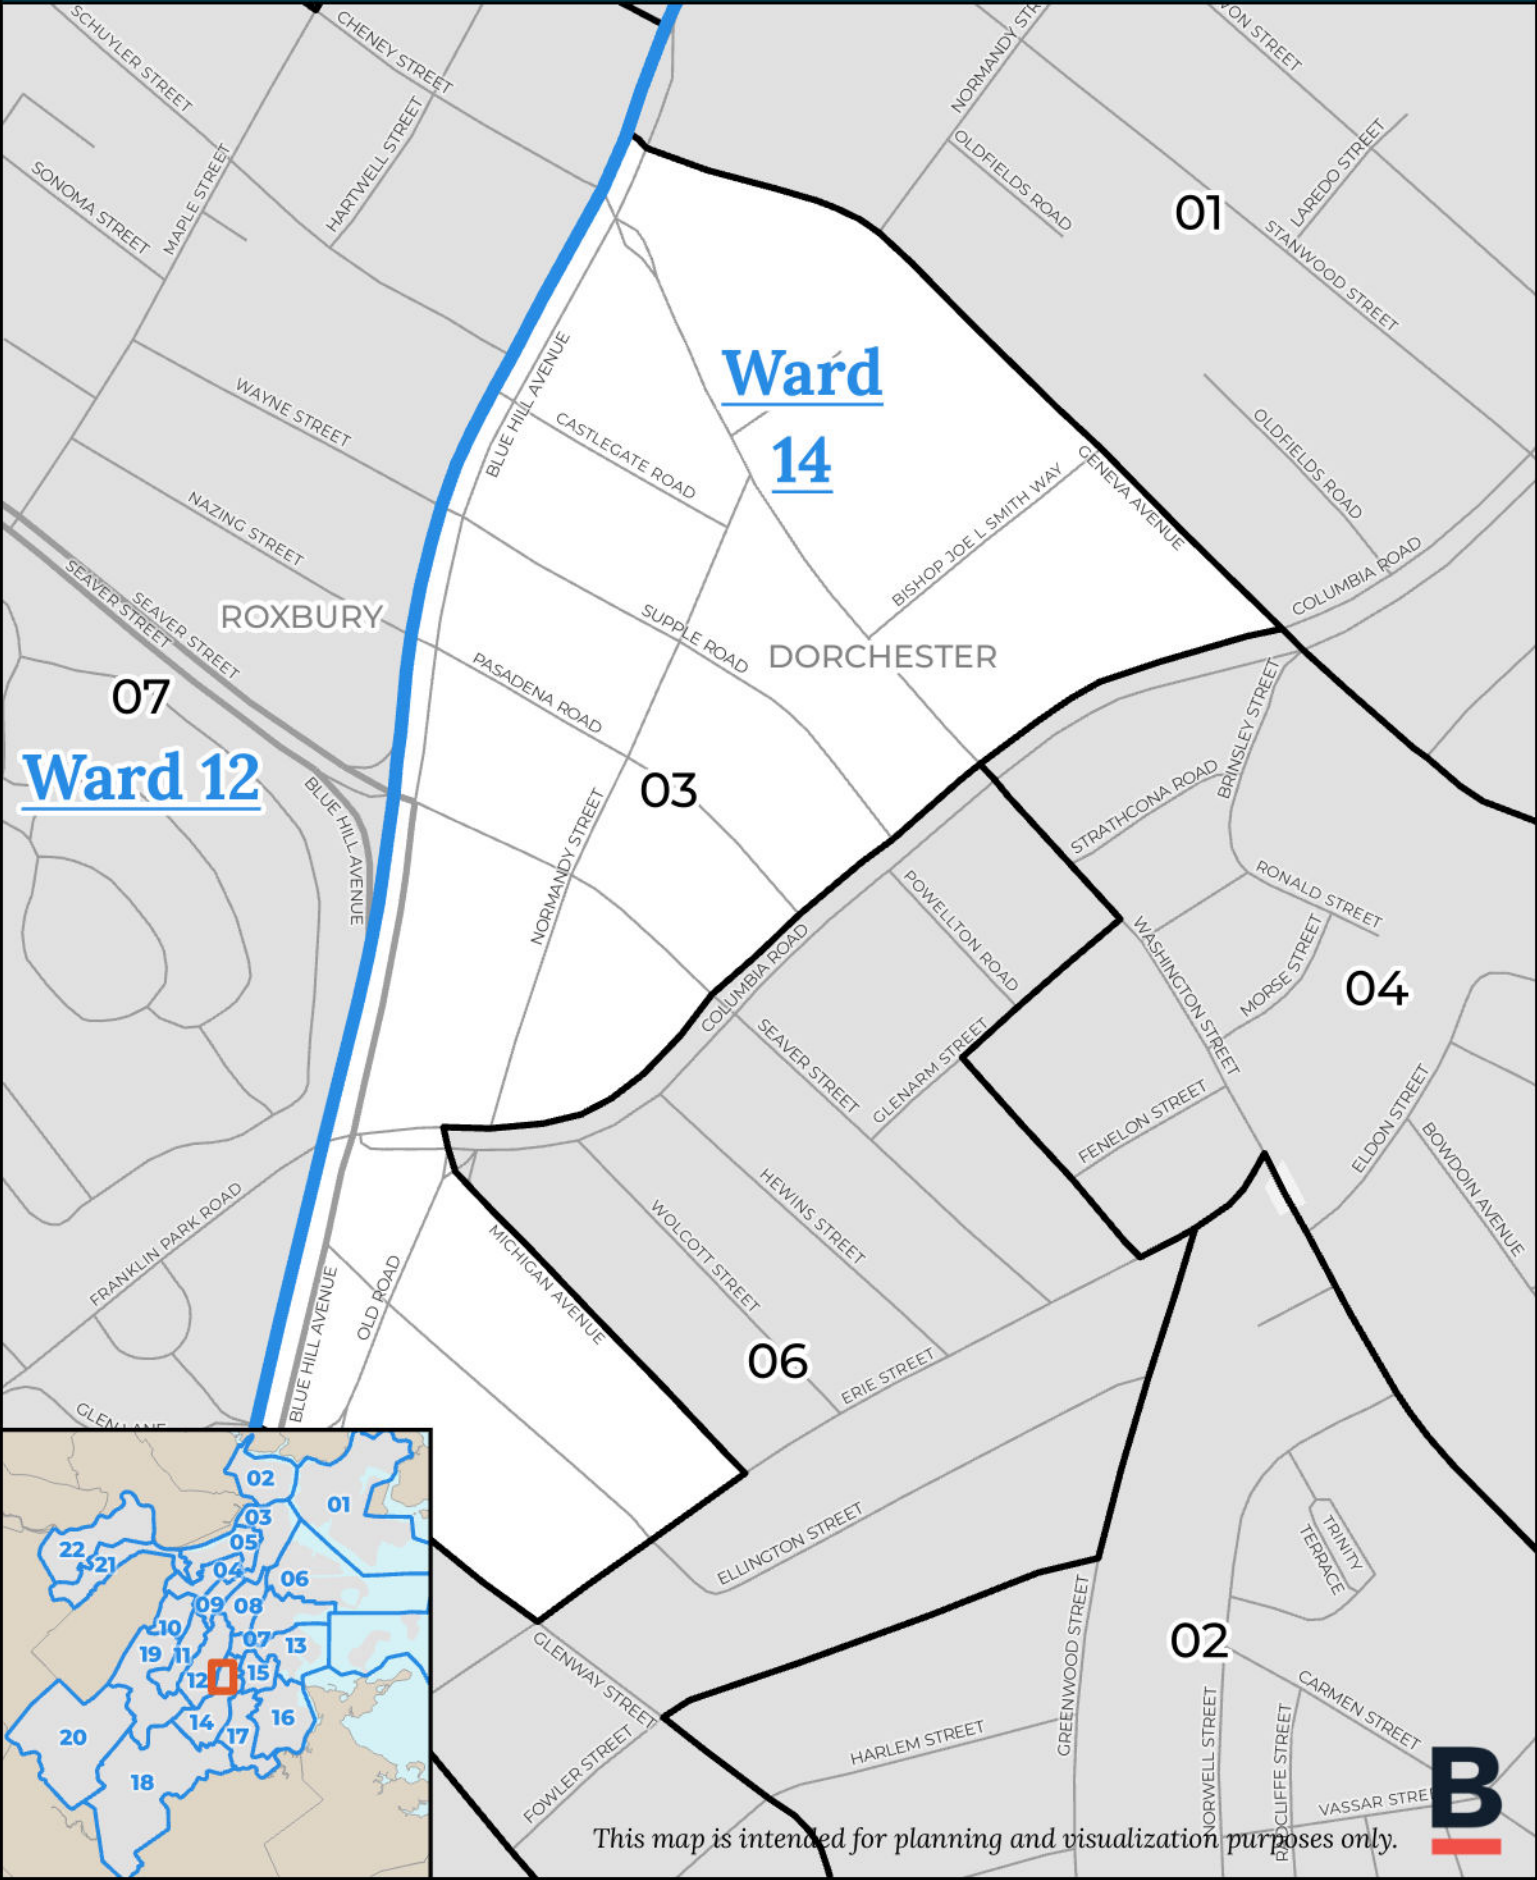 SCHUYLER STREET
CHENEY STREET
HARTWELL STREET
SONOMA STREET
MAPLE STREET
NORMANDY STR
VON STREET
OLDFIELDS ROAD
LAREDO STREET
01
STANWOOD STREET
Ward
14
BLUE HILL AVENUE
CASTLEGATE ROAD
WAYNE STREET
NAZING STREET
BISHOP JOE L SMITH WAY
GENEVA AVENUE
OLDFIELDS ROAD
COLUMBIA ROAD
SEAVER STREET
SEAVER STREET
ROXBURY
SUPPLE ROAD
DORCHESTER
PASADENA ROAD
07
Ward 12
BLUE HILL AVENUE
03
NORMANDY STREET
BRINSLEY STREET
STRATHCONA ROAD
RONALD STREET
POWELLTON ROAD
WASHINGTON STREET
MORSE STREET
04
COLUMBIA ROAD
SEAVER STREET
GLENARM STREET
FENELON STREET
ELDON STREET
BOWDOIN AVENUE
FRANKLIN PARK ROAD
HEWINS STREET
WOLCOTT STREET
MICHIGAN AVENUE
OLD ROAD
BLUE HILL AVENUE
06
ERIE STREET
GLEN LANE
ELLINGTON STREET
TRINITY
TERRACE
GREENWOOD STREET
02
GLENWAY STREET
FOWLER STREET
HARLEM STREET
NORWELL STREET
RADCLIFFE STREET
CARMEN STREET
VASSAR STREE
02
01
03
05
22
21
04
06
09
08
10
07
13
19
11
12
15
14
16
17
20
18
This map is intended for planning and visualization purposes only.
B